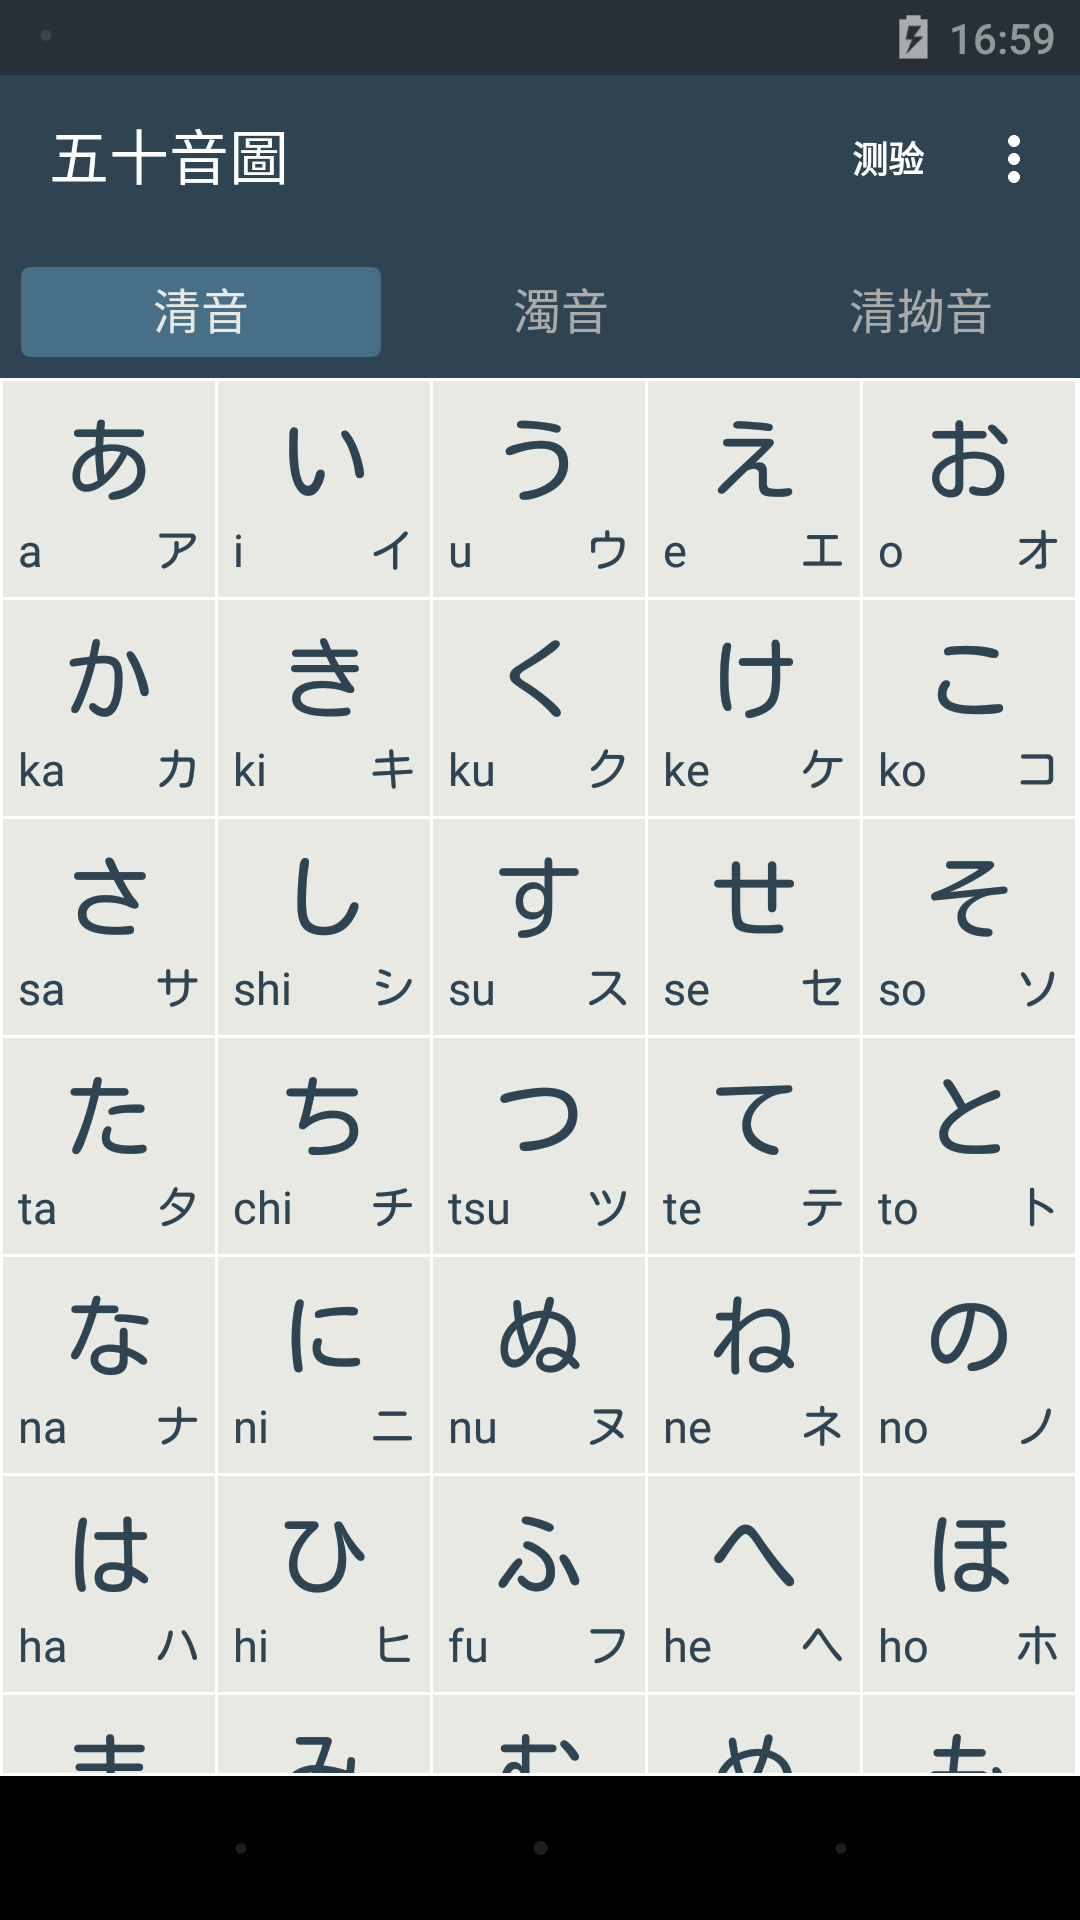 16:59
五十音圖 测验
清音 濁音 清拗音
あ い う え お
a ア i イ u ウ e エ o オ
か き く け こ
ka カ ki キ ku ク ke ケ ko コ
さ し す せ そ
sa サ shi シ su ス se セ so ソ
た ち つ て と
ta タ chi チ tsu ツ te テ to ト
な に ぬ ね の
na ナ ni ニ nu ヌ ne ネ no ノ
は ひ ふ へ ほ
ha ハ hi ヒ fu フ he ヘ ho ホ
ま み む め も